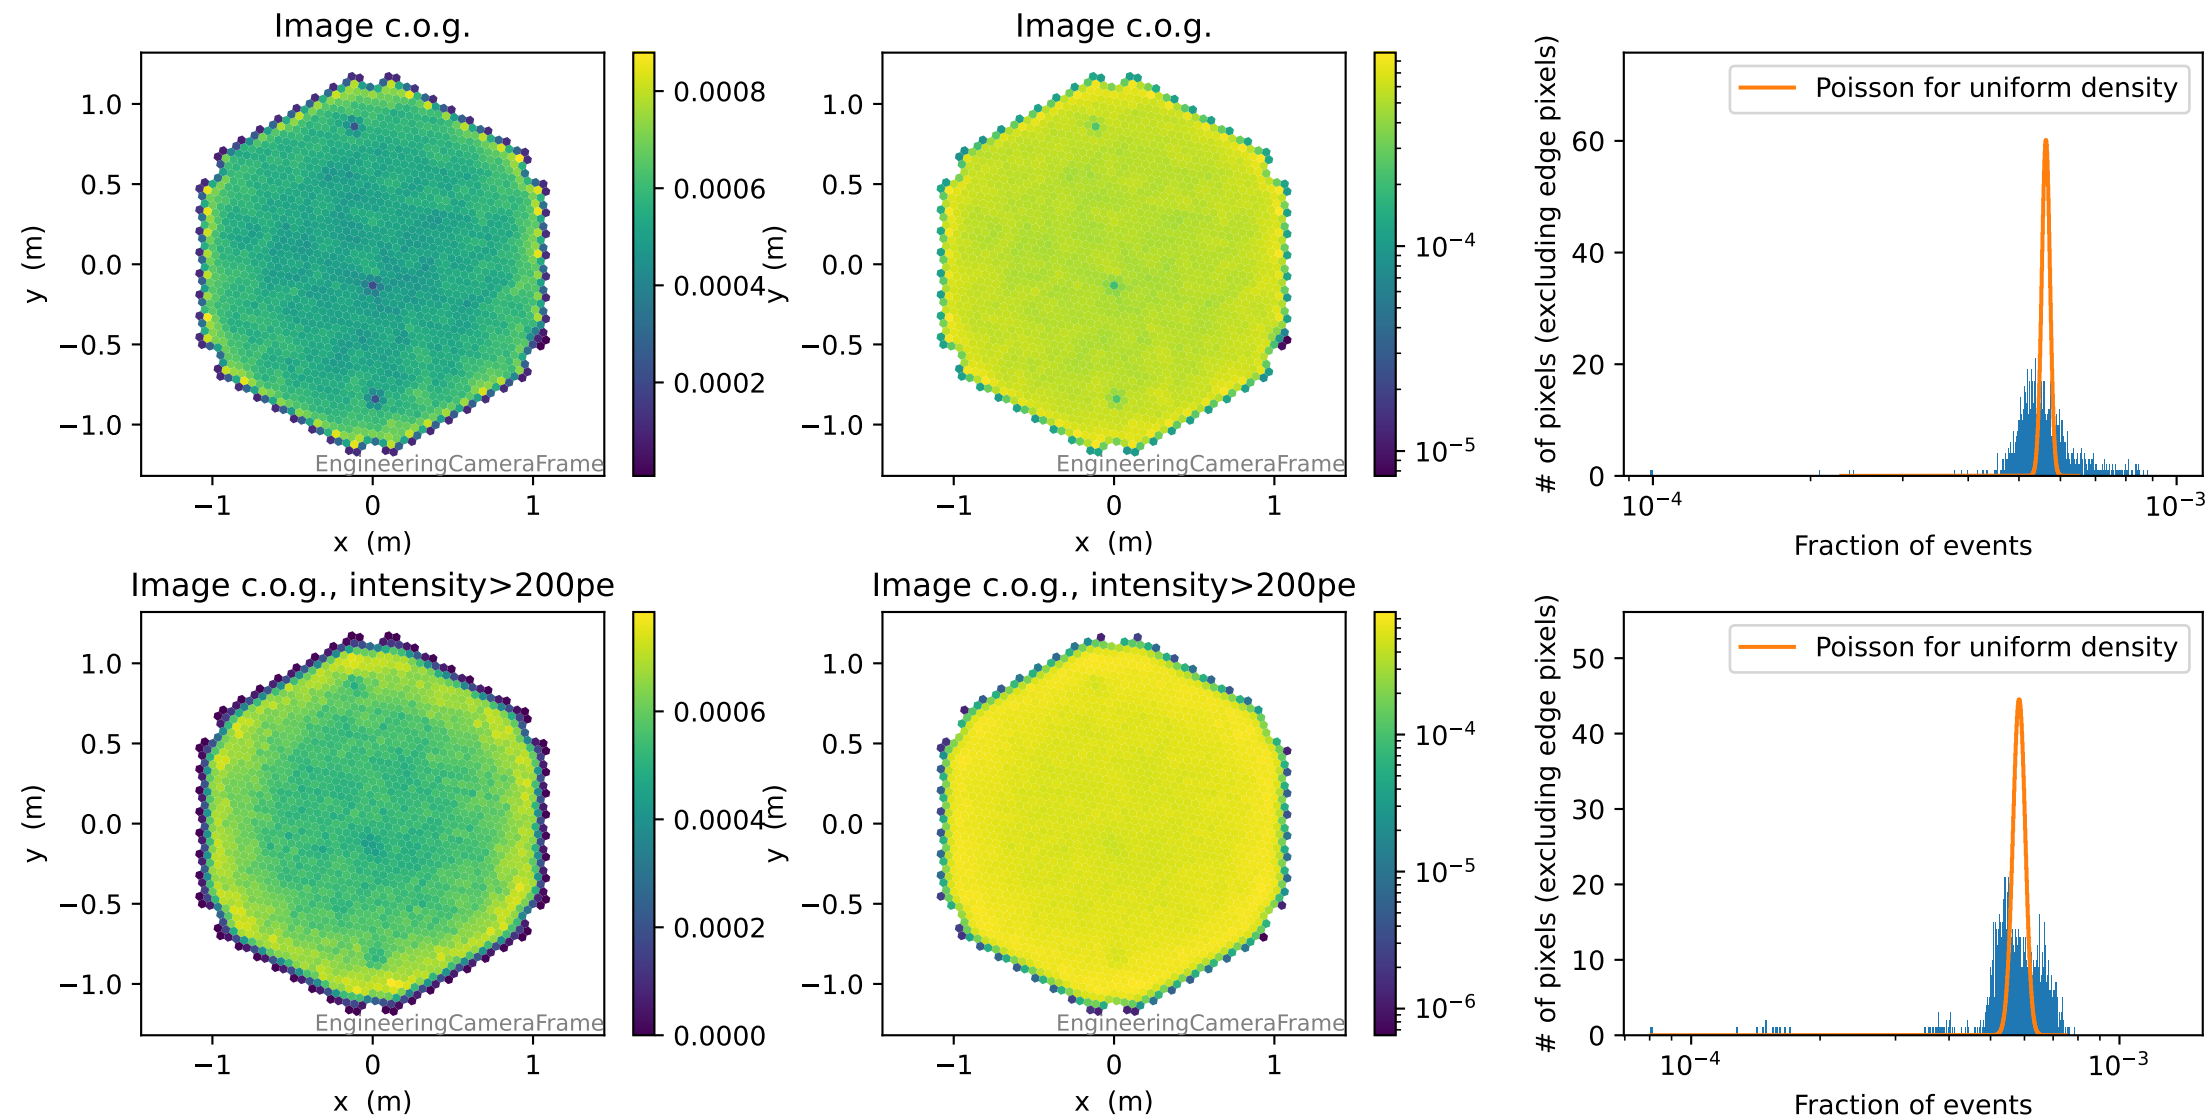 Image c.o.g.
1.0
0.5
0.0
−0.5
−1.0
y (m)
−1
0
1
x (m)
EngineeringCameraFrame
0.0008
0.0006
0.0004
0.0002
Image c.o.g.
1.0
0.5
0.0
−0.5
−1.0
y (m)
−1
0
1
x (m)
EngineeringCameraFrame
10⁻⁴
10⁻⁵
# of pixels (excluding edge pixels)
60
40
20
0
Poisson for uniform density
10⁻⁴
10⁻³
Fraction of events
Image c.o.g., intensity>200pe
1.0
0.5
0.0
−0.5
−1.0
y (m)
−1
0
1
x (m)
EngineeringCameraFrame
0.0006
0.0004
0.0002
0.0000
Image c.o.g., intensity>200pe
1.0
0.5
0.0
−0.5
−1.0
y (m)
−1
0
1
x (m)
EngineeringCameraFrame
10⁻⁴
10⁻⁵
10⁻⁶
# of pixels (excluding edge pixels)
50
40
30
20
10
0
Poisson for uniform density
10⁻⁴
10⁻³
Fraction of events